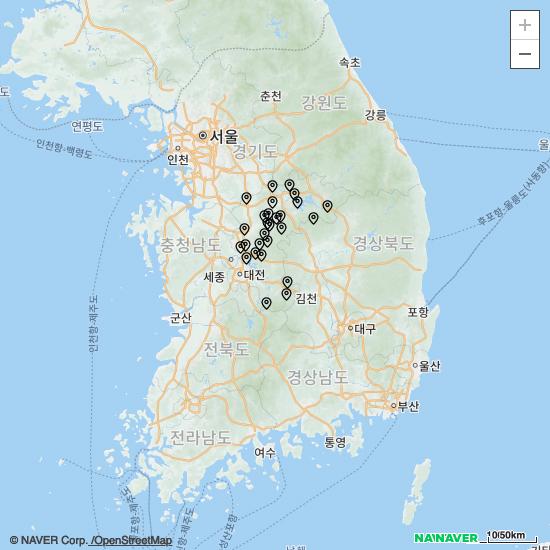 속초
춘천
강원도
도
연평도
강릉
서울
인천
경기도
울
인천항-백령도
후포항-울릉도(사동항)
충청남도
경상북도
세종
대전
김천
인천항-제주도
군산
포항
대구
전북도
울산
경상남도
부산
전라남도
통영
여수
© NAVER Corp. /OpenStreetMap
NAVER
10/50km